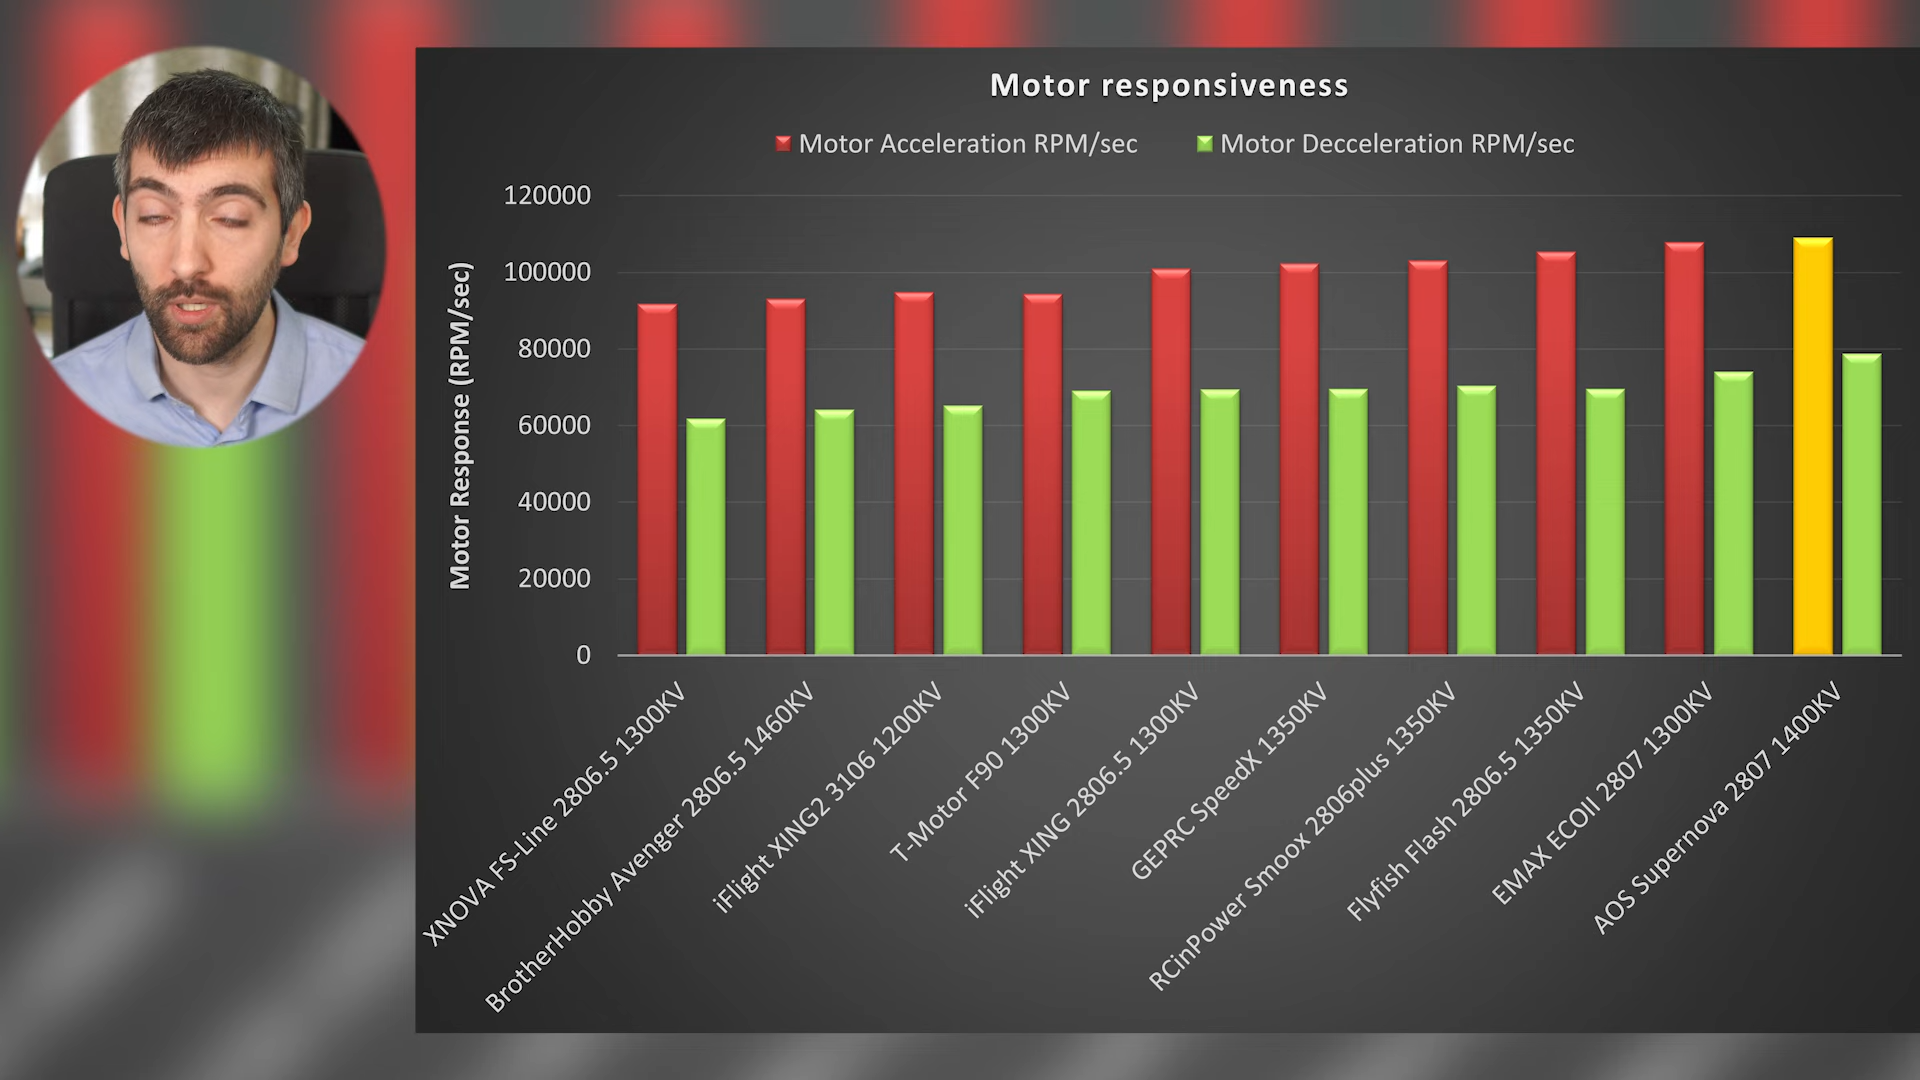 Motor responsiveness
Motor Acceleration RPM/sec
Motor Decceleration RPM/sec
Motor Response (RPM/sec)
120000
100000
80000
60000
40000
20000
0
XNOVA FS-Line 2806.5 1300KV
BrotherHobby Avenger 2806.5 1460KV
iFlight XING2 3106 1200KV
T-Motor F90 1300KV
iFlight XING 2806.5 1300KV
GEPRC SpeedX 1350KV
RCinPower Smoox 2806plus 1350KV
Flyfish Flash 2806.5 1350KV
EMAX ECOII 2807 1300KV
AOS Supernova 2807 1400KV